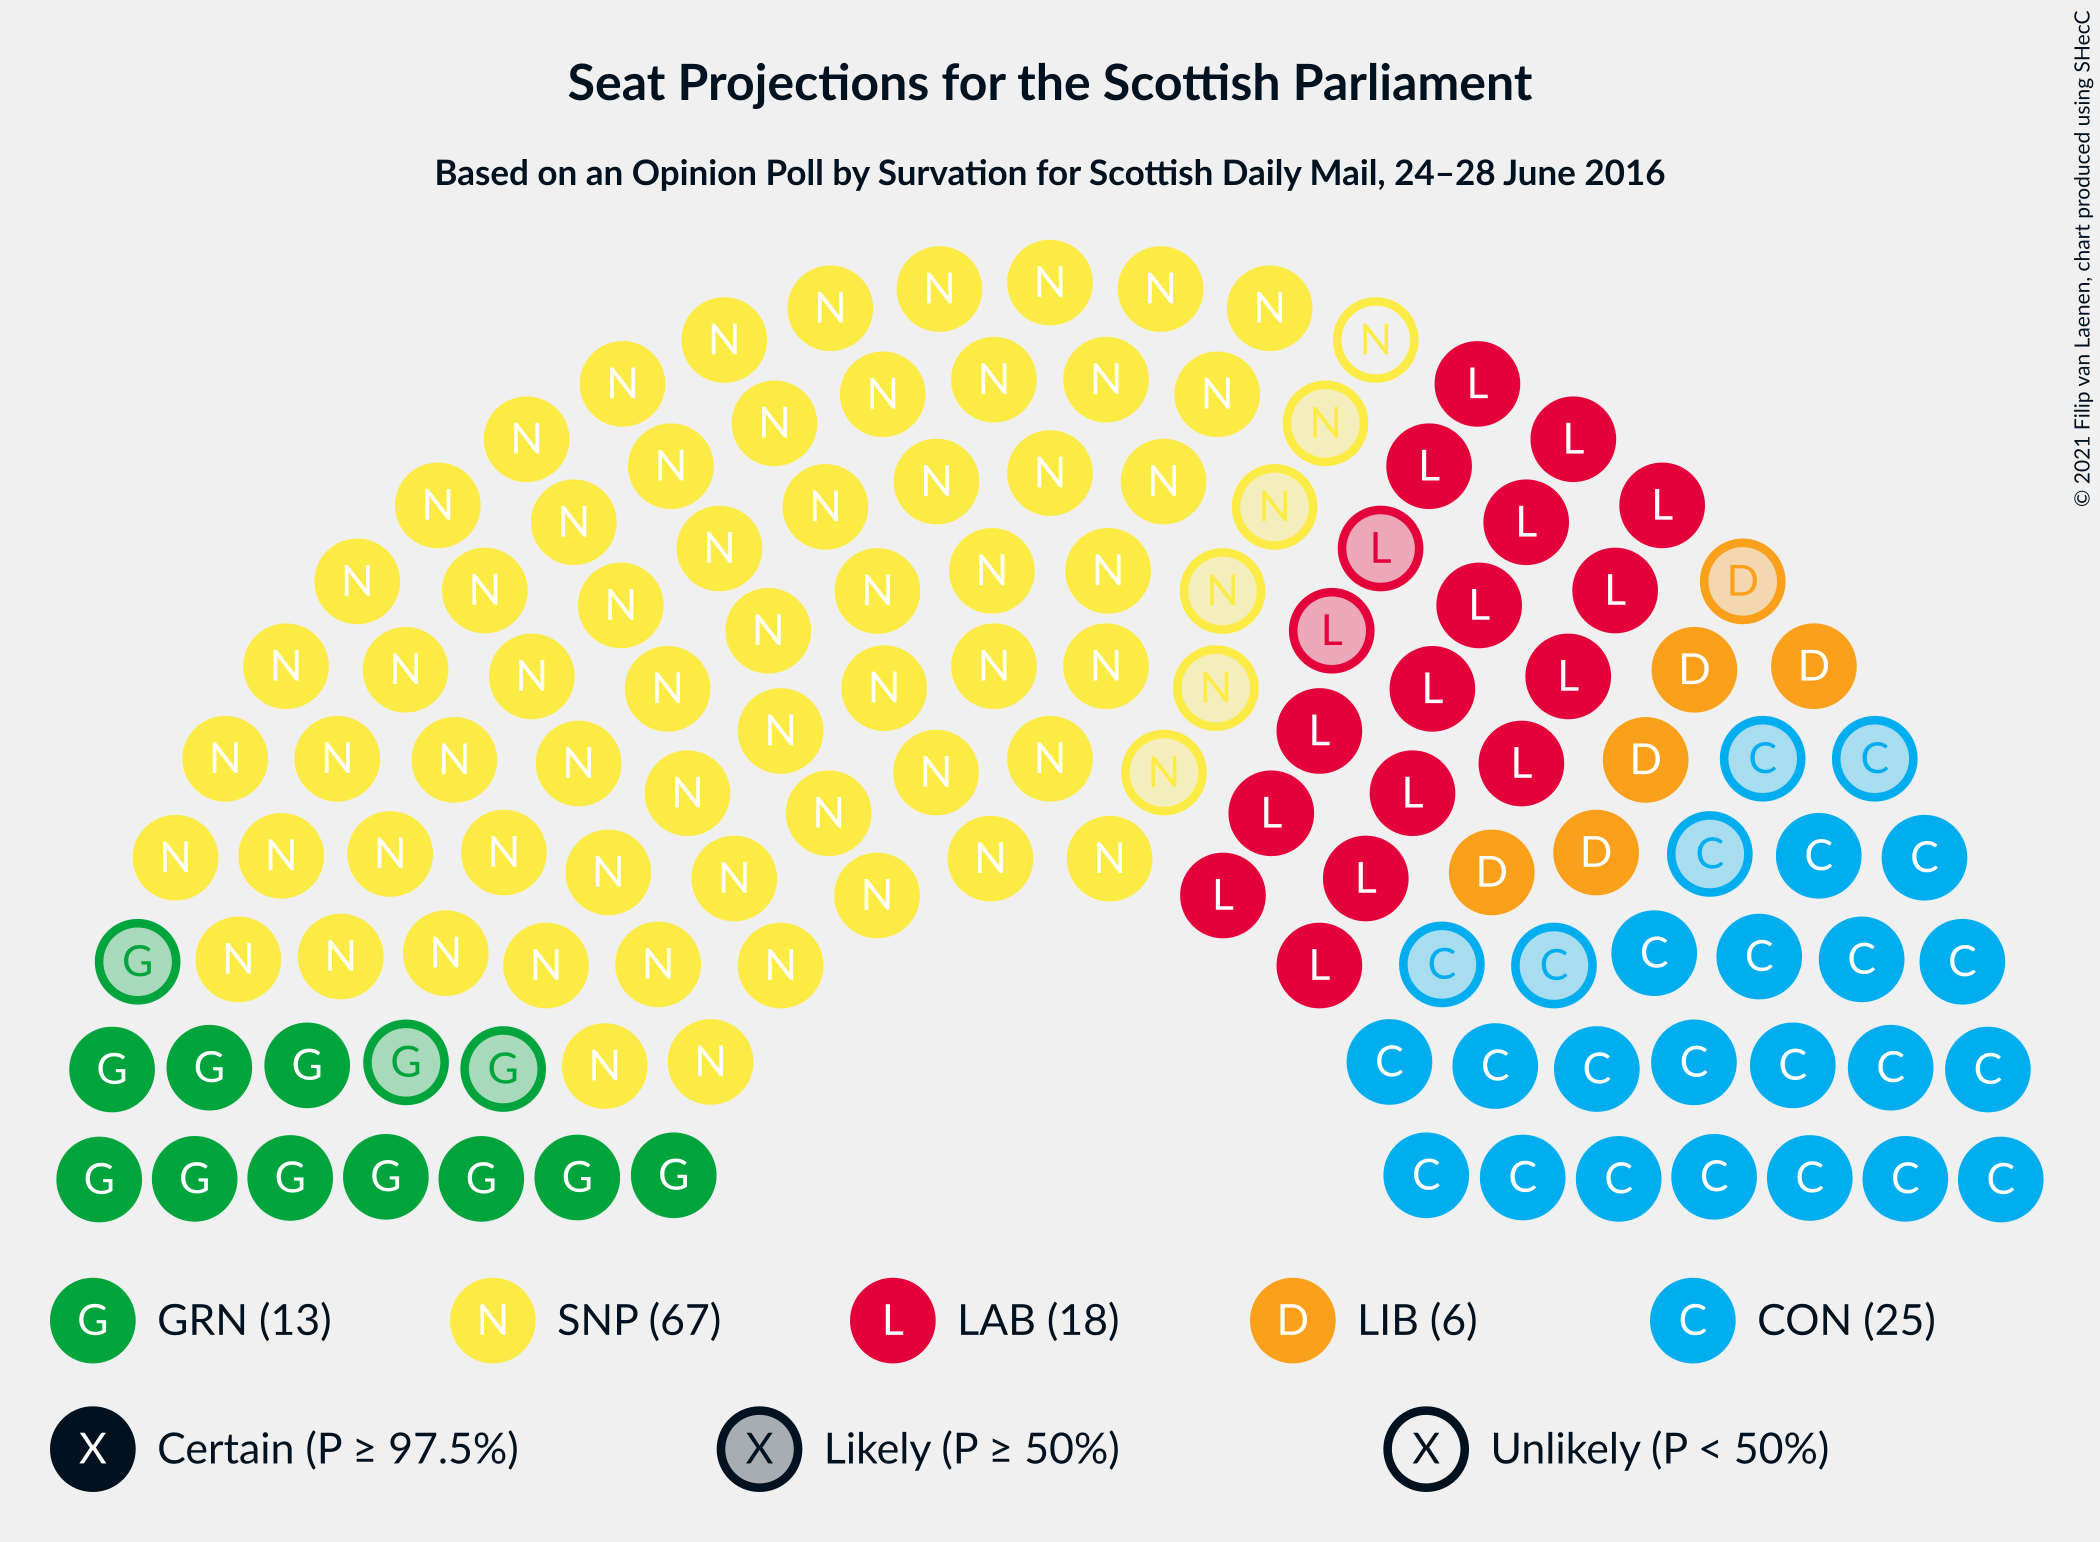 © 2021 Filip van Laenen, chart produced using SHecC
Seat Projections for the Scottish Parliament
Based on an Opinion Poll by Survation for Scottish Daily Mail, 24–28 June 2016
N
N N
N N
N N
N N N L
N N
N N
N L
N N N N L
N N N L
N L
N L
N N N D
N N N L
N L
N L
N N N N N L D D
N N N L
N L
N N N N N N N L D C C
N L
N L
N N N N N N N N L D D C C C
N L
G N N N N N N L C C C C C C
G G G G G N N C C C C C C C
G G G G G G G C C C C C C C
G GRN (13) N SNP (67) L LAB (18) D LIB (6) C CON (25)
X Certain (P ≥ 97.5%) X Likely (P ≥ 50%) X Unlikely (P < 50%)